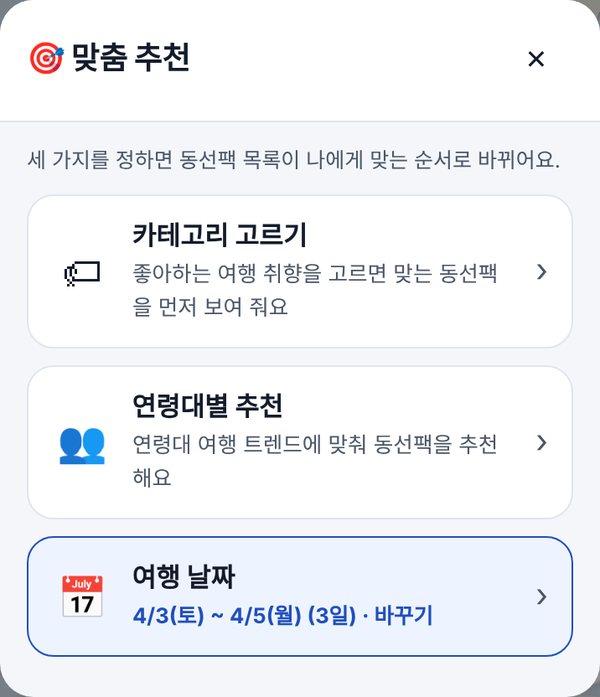 🎯 맞춤 추천 ✕
세 가지를 정하면 동선팩 목록이 나에게 맞는 순서로 바뀌어요.
카테고리 고르기
좋아하는 여행 취향을 고르면 맞는 동선팩
을 먼저 보여 줘요
연령대별 추천
연령대 여행 트렌드에 맞춰 동선팩을 추천
해요
July
17
여행 날짜
4/3(토) ~ 4/5(월) (3일) · 바꾸기